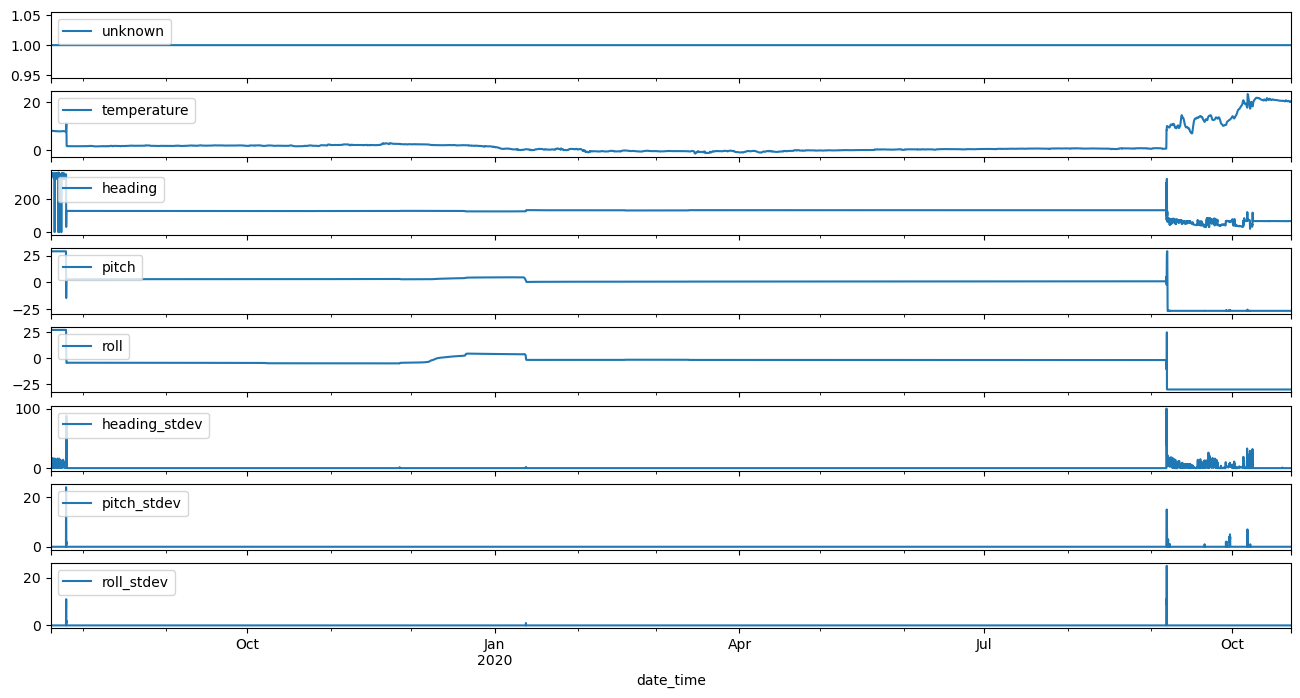 1.05
unknown
1.00
0.95
20
temperature
0
heading
200
0
25
pitch
0
−25
25
roll
0
−25
100
heading_stdev
0
pitch_stdev
20
0
roll_stdev
20
0
Oct Jan Apr Jul Oct
2020
date_time